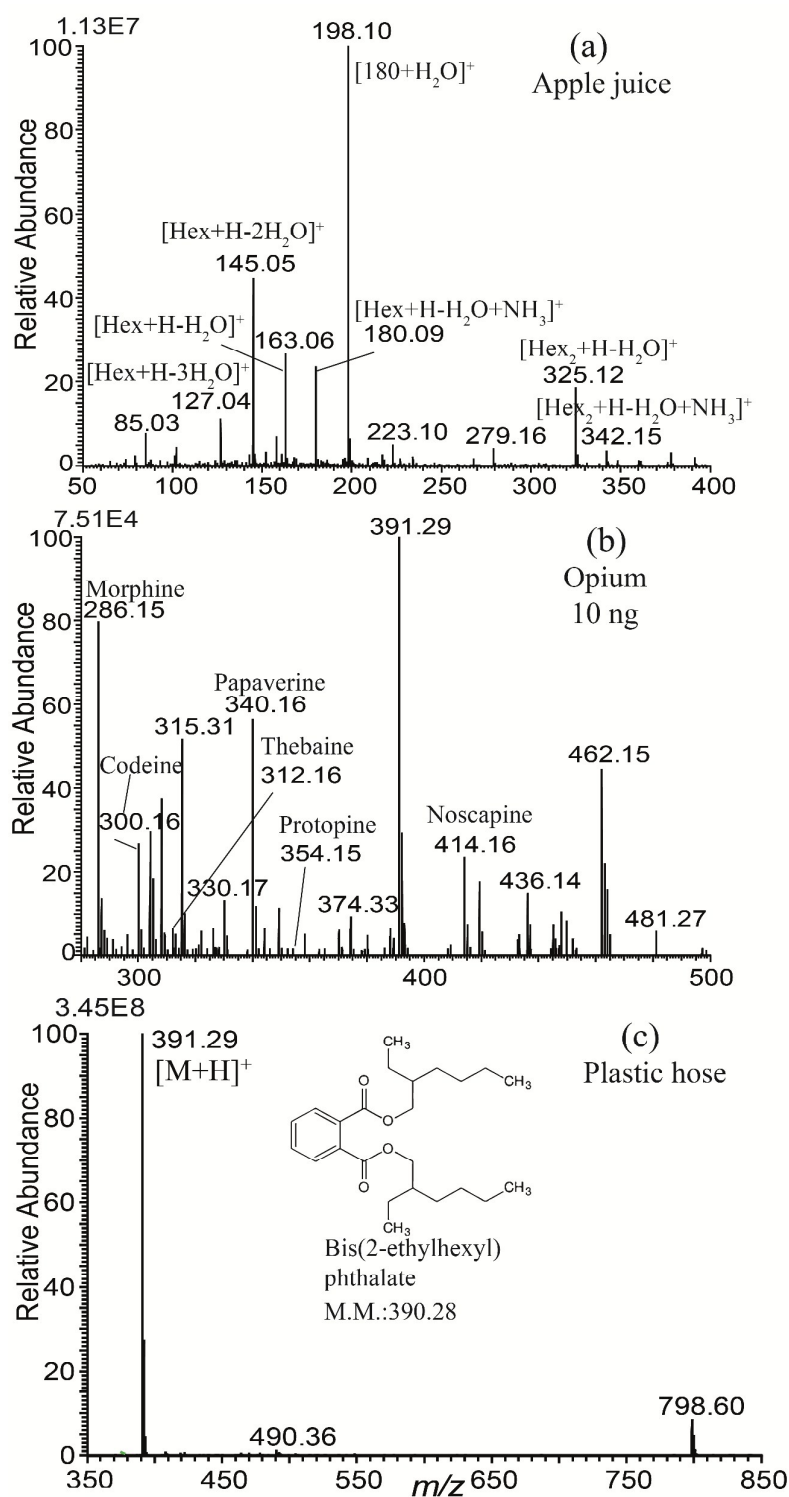 1.13E7
198.10
(a)
Apple juice
[180+H₂O]⁺
[Hex+H-2H₂O]⁺
145.05
[Hex+H-H₂O]⁺
163.06
[Hex+H-H₂O+NH₃]⁺
180.09
[Hex+H-3H₂O]⁺
127.04
85.03
[Hex₂+H-H₂O]⁺
325.12
[Hex₂+H-H₂O+NH₃]⁺
342.15
223.10
279.16
Relative Abundance
100
80
60
40
20
0
50 100 150 200 250 300 350 400
7.51E4
391.29
(b)
Opium
10 ng
Morphine
286.15
Papaverine
340.16
315.31
Thebaine
312.16
Codeine
300.16
Protopine
354.15
330.17
374.33
Noscapine
414.16
436.14
462.15
481.27
Relative Abundance
100
80
60
40
20
0
300 400 500
3.45E8
391.29
[M+H]⁺
(c)
Plastic hose
CH₃
CH₃
O
O
O
O
CH₃
CH₃
Bis(2-ethylhexyl)
phthalate
M.M.:390.28
490.36
798.60
Relative Abundance
100
80
60
40
20
0
350 450 550 650 750 850
m/z